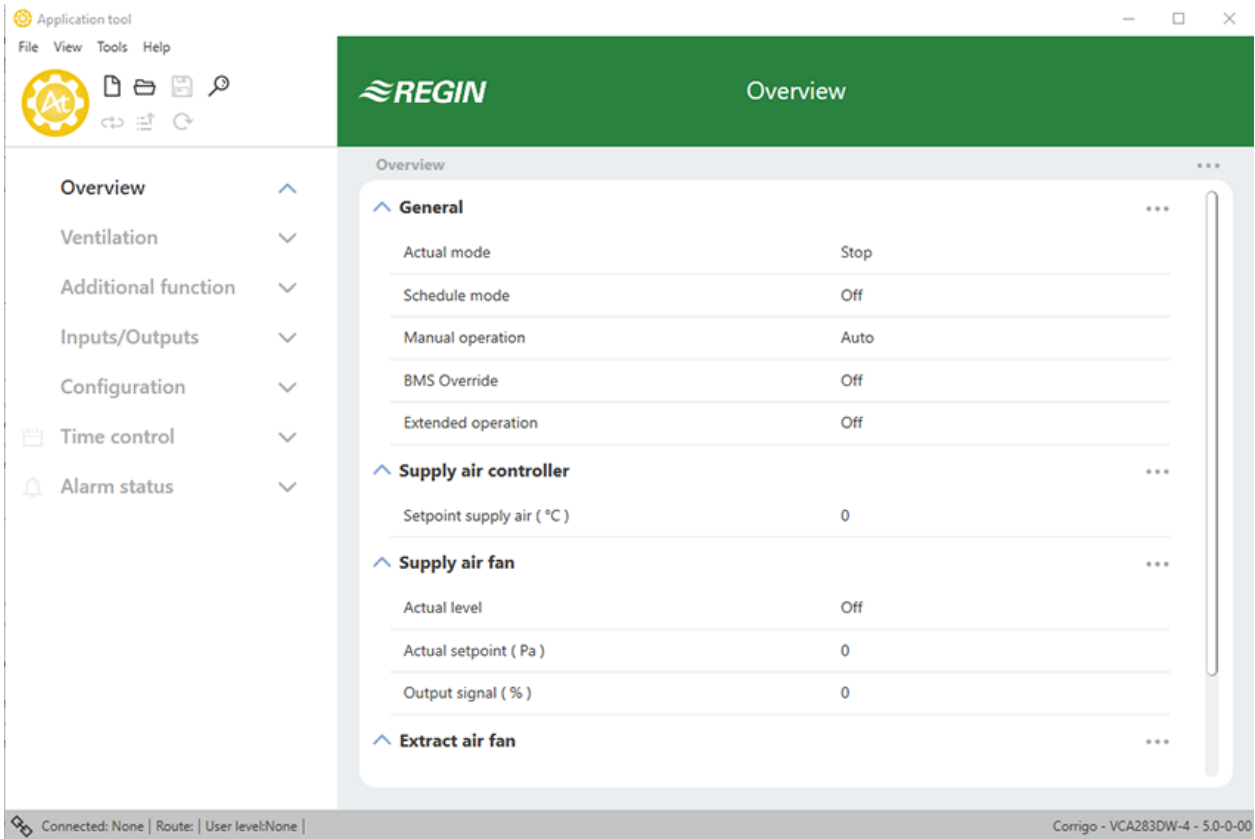 Application tool
File View Tools Help
At
REGIN
Overview
Overview
Ventilation
Additional function
Inputs/Outputs
Configuration
Time control
Alarm status
Overview
General
Actual mode Stop
Schedule mode Off
Manual operation Auto
BMS Override Off
Extended operation Off
Supply air controller
Setpoint supply air ( °C ) 0
Supply air fan
Actual level Off
Actual setpoint ( Pa ) 0
Output signal ( % ) 0
Extract air fan
Connected: None | Route: | User level:None |
Corrigo - VCA283DW-4 - 5.0-0-00